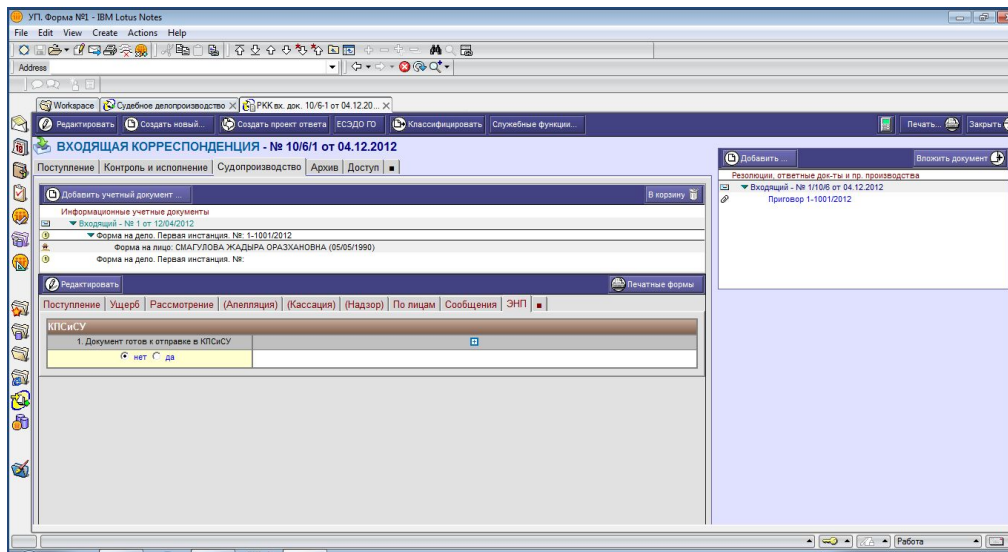 УП. Форма №1 - IBM Lotus Notes
File Edit View Create Actions Help
Address
Workspace Судебное делопроизводство РКК вх. док. 10/6-1 от 04.12.20...
Редактировать Создать новый... Создать проект ответа ЕСЭДО ГО Классифицировать Служебные функции... Печать... Закрыть
ВХОДЯЩАЯ КОРРЕСПОНДЕНЦИЯ - № 10/6/1 от 04.12.2012
Поступление Контроль и исполнение Судопроизводство Архив Доступ
Добавить учетный документ ... В корзину
Информационные учетные документы
Входящий - № 1 от 12/04/2012
Форма на дело. Первая инстанция. №: 1-1001/2012
Форма на лицо: СМАГУЛОВА ЖАДЫРА ОРАЗХАНОВНА (05/05/1990)
Форма на дело. Первая инстанция. №:
Редактировать Печатные формы
Поступление Ущерб Рассмотрение (Апелляция) (Кассация) (Надзор) По лицам Сообщения ЭНП
КПСиСУ
1. Документ готов к отправке в КПСиСУ
нет да
Добавить ... Вложить документ
Резолюции, ответные док-ты и пр. производства
Входящий - № 1/10/6 от 04.12.2012
Приговор 1-1001/2012
Работа